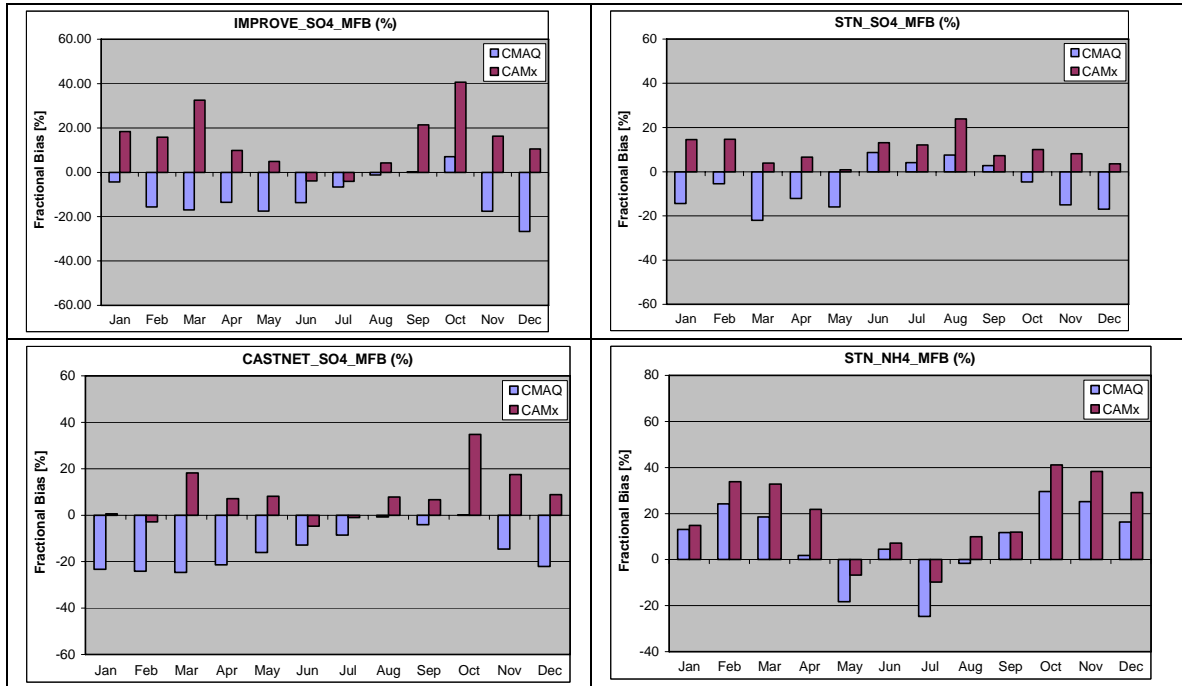 IMPROVE_SO4_MFB (%)
CMAQ
CAMx
Fractional Bias [%]
60.00
40.00
20.00
0.00
-20.00
-40.00
-60.00
Jan Feb Mar Apr May Jun Jul Aug Sep Oct Nov Dec
STN_SO4_MFB (%)
CMAQ
CAMx
Fractional Bias [%]
60
40
20
0
-20
-40
-60
Jan Feb Mar Apr May Jun Jul Aug Sep Oct Nov Dec
CASTNET_SO4_MFB (%)
CMAQ
CAMx
Fractional Bias [%]
60
40
20
0
-20
-40
-60
Jan Feb Mar Apr May Jun Jul Aug Sep Oct Nov Dec
STN_NH4_MFB (%)
CMAQ
CAMx
Fractional Bias [%]
80
60
40
20
0
-20
-40
Jan Feb Mar Apr May Jun Jul Aug Sep Oct Nov Dec